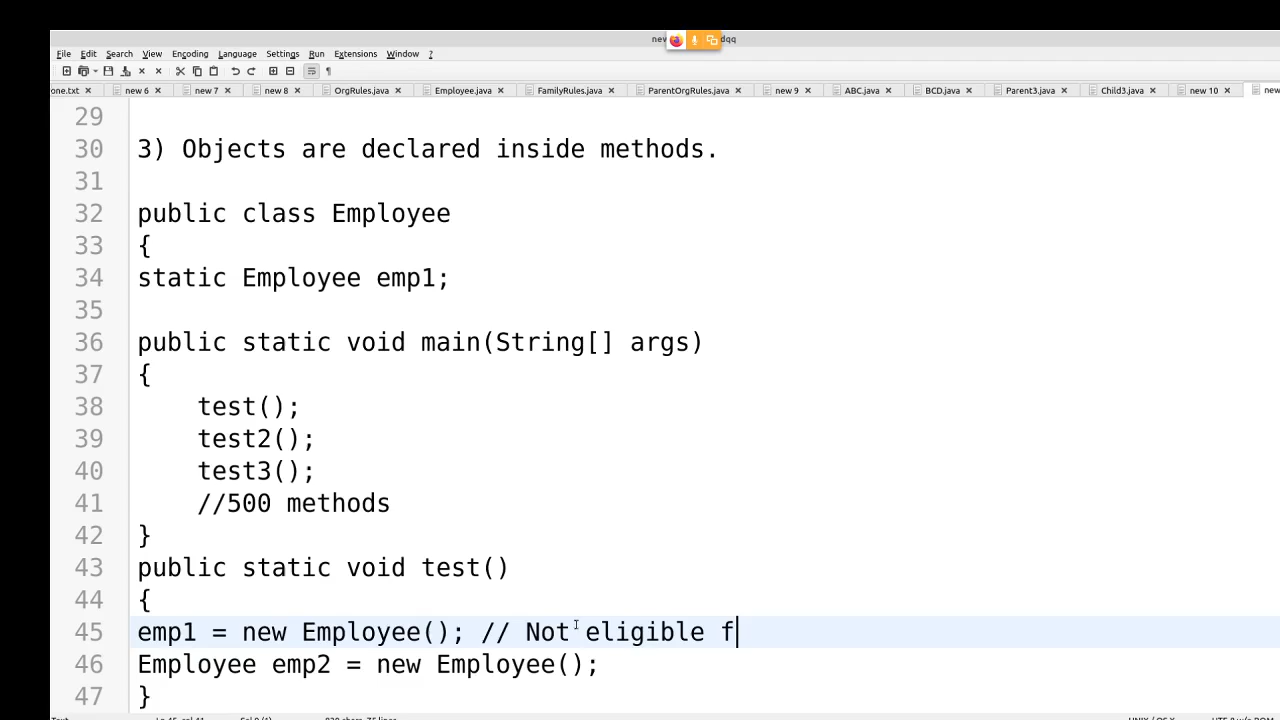 new dqq
File Edit Search View Encoding Language Settings Run Extensions Window ?
one.txt new 6 new 7 new 8 OrgRules.java Employee.java FamilyRules.java ParentOrgRules.java new 9 ABC.java BCD.java Parent3.java Child3.java new 10 new
29
30 3) Objects are declared inside methods.
31
32 public class Employee
33 {
34 static Employee emp1;
35
36 public static void main(String[] args)
37 {
38 test();
39 test2();
40 test3();
41 //500 methods
42 }
43 public static void test()
44 {
45 emp1 = new Employee(); // Not eligible f
46 Employee emp2 = new Employee();
47 }